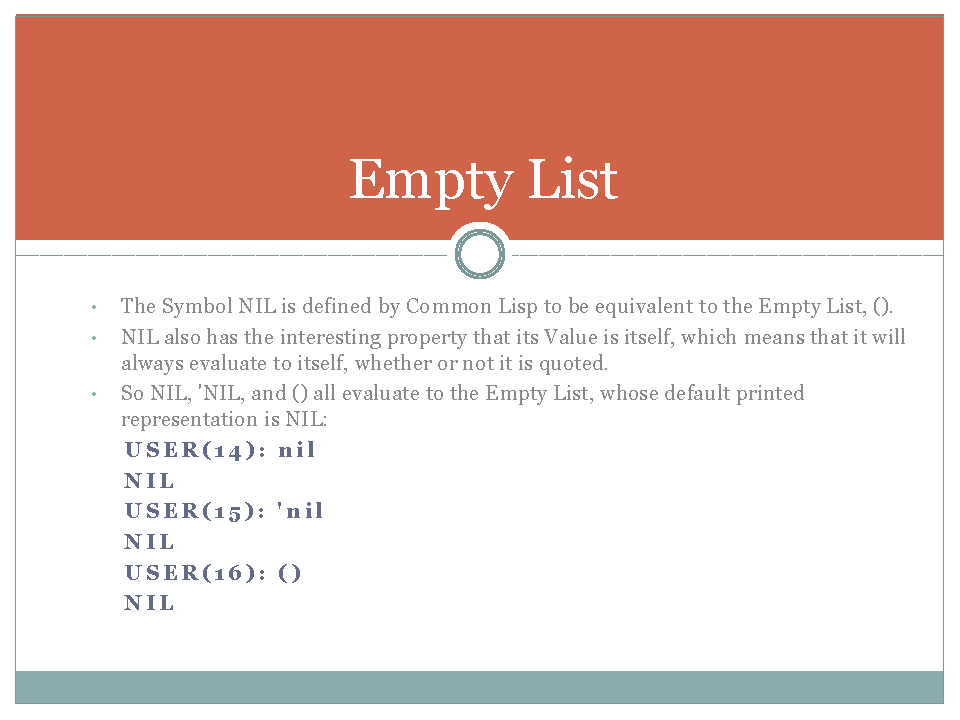 Empty List
• The Symbol NIL is defined by Common Lisp to be equivalent to the Empty List, ().
• NIL also has the interesting property that its Value is itself, which means that it will
always evaluate to itself, whether or not it is quoted.
• So NIL, 'NIL, and () all evaluate to the Empty List, whose default printed
representation is NIL:
USER(14): nil
NIL
USER(15): 'nil
NIL
USER(16): ()
NIL